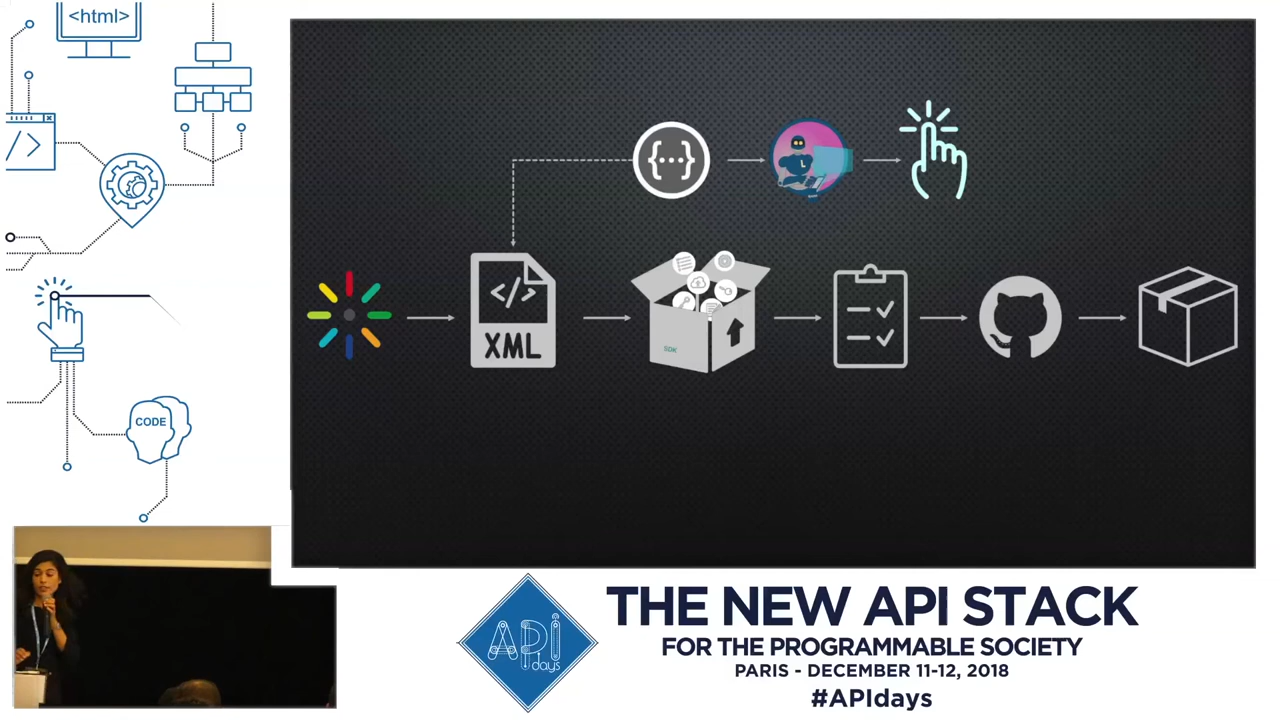 <html>
</>
CODE
{...}
L
</>
XML
SDK
API
days
THE NEW API STACK
FOR THE PROGRAMMABLE SOCIETY
PARIS - DECEMBER 11-12, 2018
#APIdays